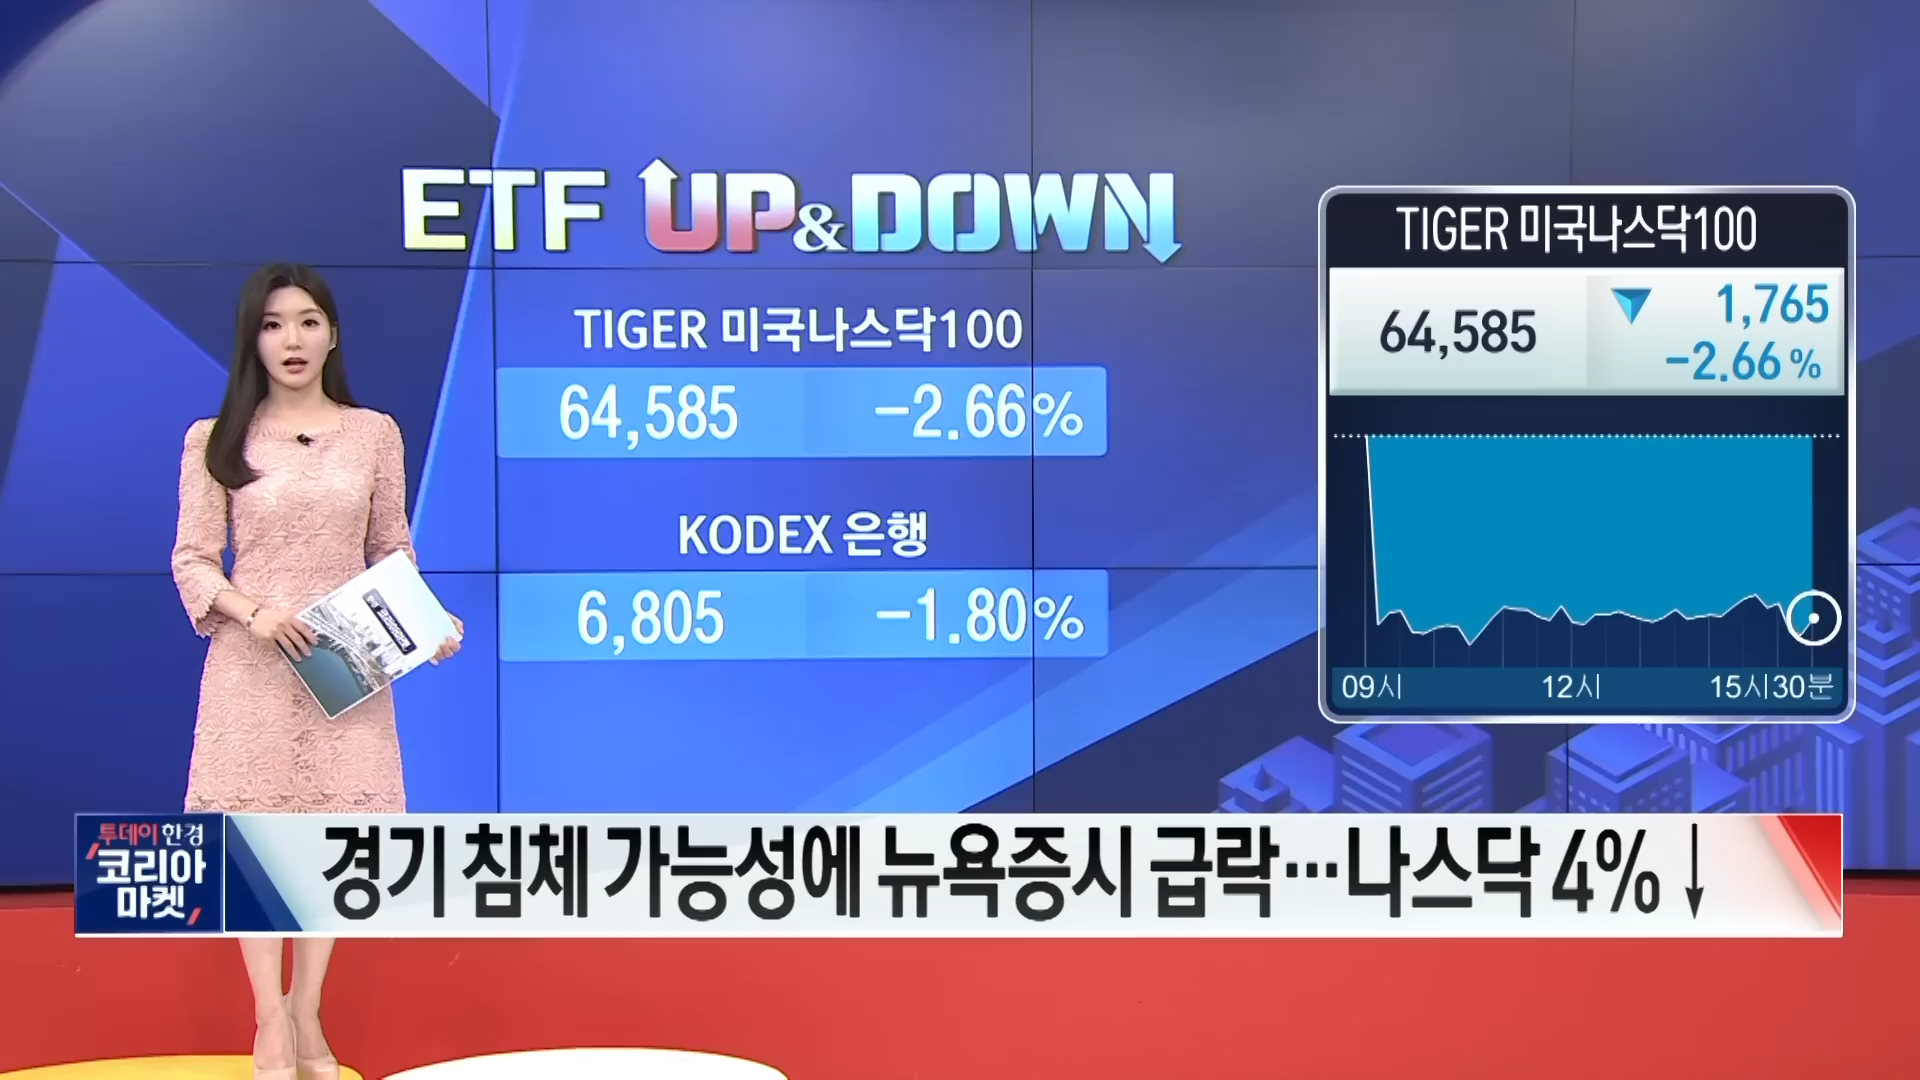 ETF UP&DOWN
TIGER 미국나스닥100
64,585 -2.66%
KODEX 은행
6,805 -1.80%
TIGER 미국나스닥100
64,585
▼ 1,765
-2.66%
09시 12시 15시30분
투데이 한경
코리아
마켓
경기 침체 가능성에 뉴욕증시 급락…나스닥 4%↓